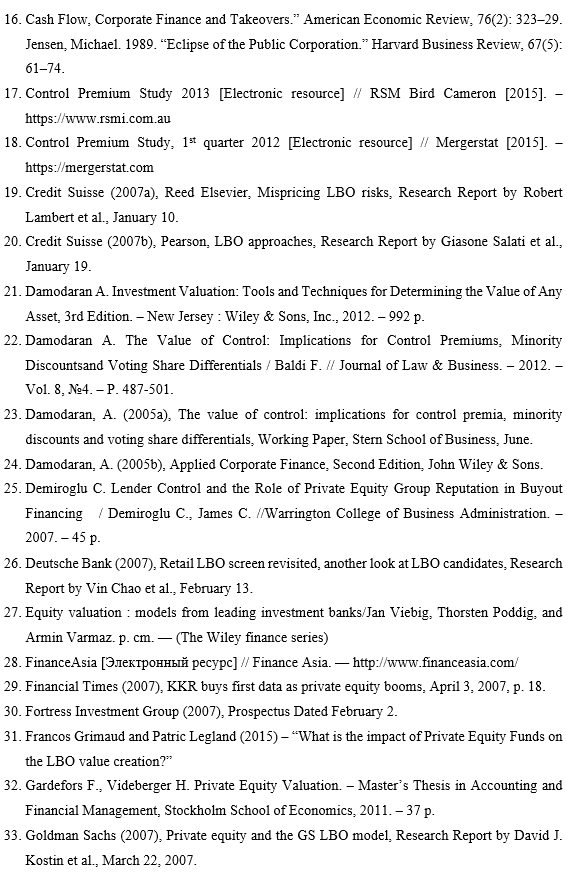 16. Cash Flow, Corporate Finance and Takeovers.” American Economic Review, 76(2): 323–29.
Jensen, Michael. 1989. “Eclipse of the Public Corporation.” Harvard Business Review, 67(5):
61–74.
17. Control Premium Study 2013 [Electronic resource] // RSM Bird Cameron [2015]. –
https://www.rsmi.com.au
18. Control Premium Study, 1st quarter 2012 [Electronic resource] // Mergerstat [2015]. –
https://mergerstat.com
19. Credit Suisse (2007a), Reed Elsevier, Mispricing LBO risks, Research Report by Robert
Lambert et al., January 10.
20. Credit Suisse (2007b), Pearson, LBO approaches, Research Report by Giasone Salati et al.,
January 19.
21. Damodaran A. Investment Valuation: Tools and Techniques for Determining the Value of Any
Asset, 3rd Edition. – New Jersey : Wiley & Sons, Inc., 2012. – 992 p.
22. Damodaran A. The Value of Control: Implications for Control Premiums, Minority
Discountsand Voting Share Differentials / Baldi F. // Journal of Law & Business. – 2012. –
Vol. 8, №4. – P. 487-501.
23. Damodaran, A. (2005a), The value of control: implications for control premia, minority
discounts and voting share differentials, Working Paper, Stern School of Business, June.
24. Damodaran, A. (2005b), Applied Corporate Finance, Second Edition, John Wiley & Sons.
25. Demiroglu C. Lender Control and the Role of Private Equity Group Reputation in Buyout
Financing / Demiroglu C., James C. //Warrington College of Business Administration. –
2007. – 45 p.
26. Deutsche Bank (2007), Retail LBO screen revisited, another look at LBO candidates, Research
Report by Vin Chao et al., February 13.
27. Equity valuation : models from leading investment banks/Jan Viebig, Thorsten Poddig, and
Armin Varmaz. p. cm. — (The Wiley finance series)
28. FinanceAsia [Электронный ресурс] // Finance Asia. — http://www.financeasia.com/
29. Financial Times (2007), KKR buys first data as private equity booms, April 3, 2007, p. 18.
30. Fortress Investment Group (2007), Prospectus Dated February 2.
31. Francos Grimaud and Patric Legland (2015) – “What is the impact of Private Equity Funds on
the LBO value creation?”
32. Gardefors F., Videberger H. Private Equity Valuation. – Master’s Thesis in Accounting and
Financial Management, Stockholm School of Economics, 2011. – 37 p.
33. Goldman Sachs (2007), Private equity and the GS LBO model, Research Report by David J.
Kostin et al., March 22, 2007.